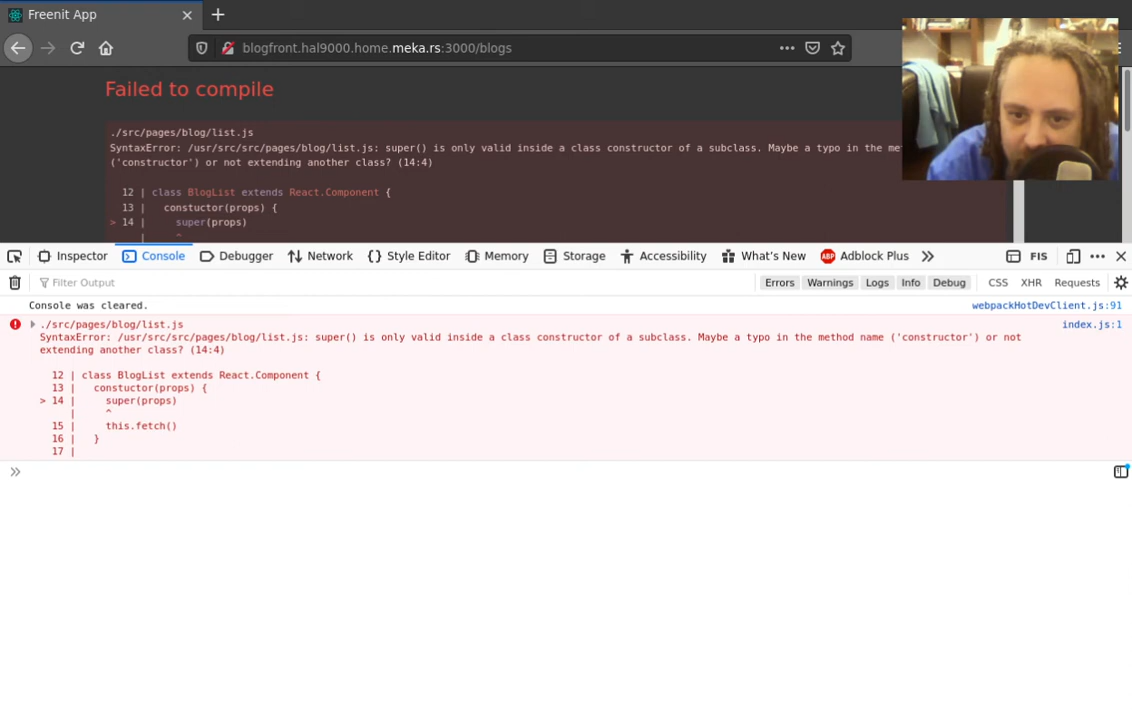 Freenit App
blogfront.hal9000.home.meka.rs:3000/blogs
Failed to compile
./src/pages/blog/list.js
SyntaxError: /usr/src/src/pages/blog/list.js: super() is only valid inside a class constructor of a subclass. Maybe a typo in the me
('constructor') or not extending another class? (14:4)
12 | class BlogList extends React.Component {
13 | constuctor(props) {
> 14 | super(props)
| ^
Inspector Console Debugger Network Style Editor Memory Storage Accessibility What's New ABP Adblock Plus FIS
Filter Output Errors Warnings Logs Info Debug CSS XHR Requests
Console was cleared. webpackHotDevClient.js:91
./src/pages/blog/list.js index.js:1
SyntaxError: /usr/src/src/pages/blog/list.js: super() is only valid inside a class constructor of a subclass. Maybe a typo in the method name ('constructor') or not
extending another class? (14:4)
12 | class BlogList extends React.Component {
13 | constuctor(props) {
> 14 | super(props)
| ^
15 | this.fetch()
16 | }
17 |